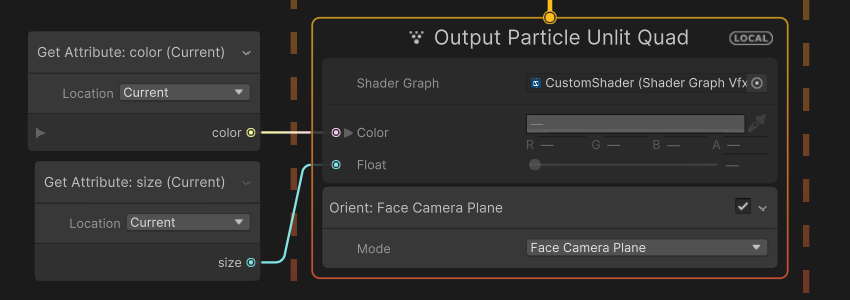 Get Attribute: color (Current)
Location Current
color
Get Attribute: size (Current)
Location Current
size
Output Particle Unlit Quad LOCAL
Shader Graph CustomShader (Shader Graph Vfx
Color —
R — G — B — A —
Float —
Orient: Face Camera Plane
Mode Face Camera Plane